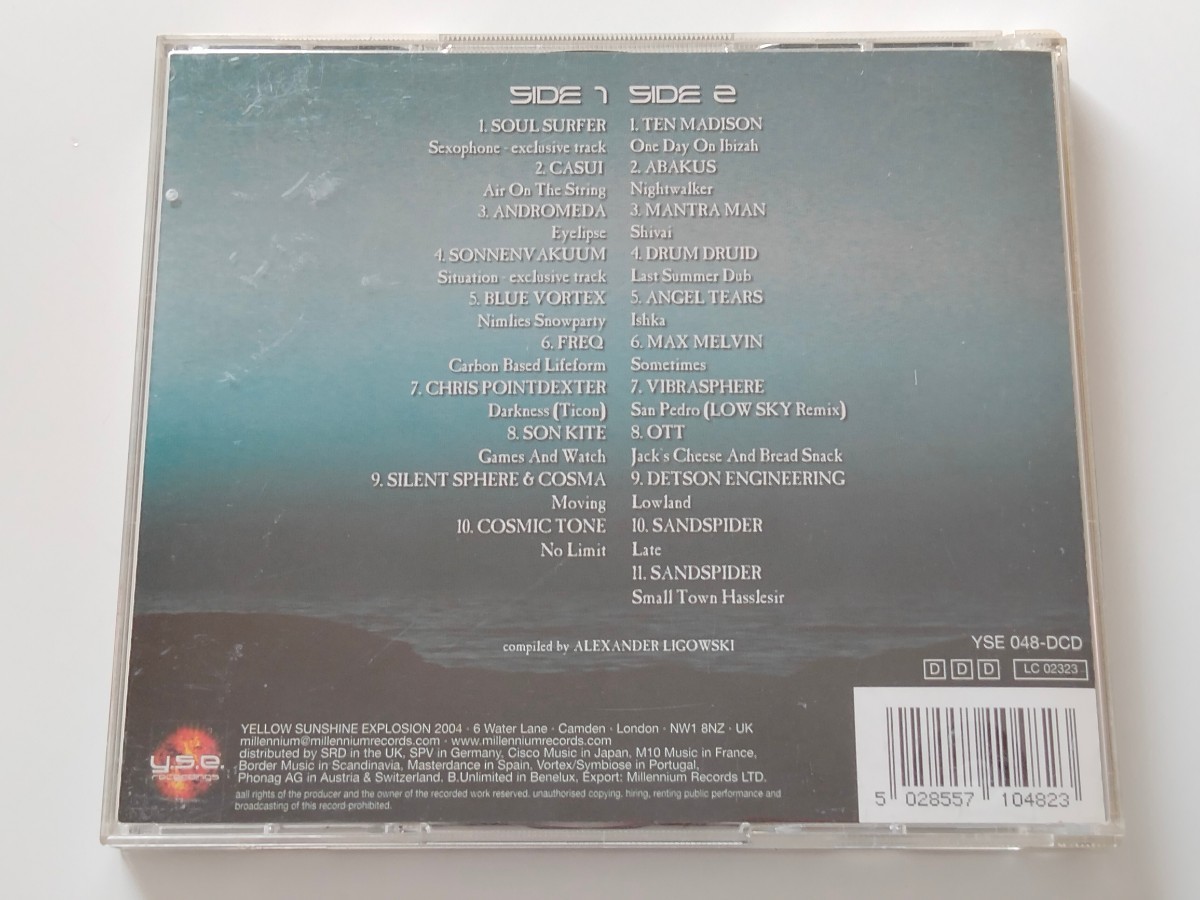 SIDE 1
1. SOUL SURFER
Sexophone - exclusive track
2. CASUI
Air On The String
3. ANDROMEDA
Eyelipse
4. SONNENVAKUUM
Situation - exclusive track
5. BLUE VORTEX
Nimlies Snowparty
6. FREQ
Carbon Based Lifeform
7. CHRIS POINTDEXTER
Darkness (Ticon)
8. SON KITE
Games And Watch
9. SILENT SPHERE & COSMA
Moving
10. COSMIC TONE
No Limit
SIDE 2
1. TEN MADISON
One Day On Ibizah
2. ABAKUS
Nightwalker
3. MANTRA MAN
Shivai
4. DRUM DRUID
Last Summer Dub
5. ANGEL TEARS
Ishka
6. MAX MELVIN
Sometimes
7. VIBRASPHERE
San Pedro (LOW SKY Remix)
8. OTT
Jack's Cheese And Bread Snack
9. DETSON ENGINEERING
Lowland
10. SANDSPIDER
Late
11. SANDSPIDER
Small Town Hasslesir
compiled by ALEXANDER LIGOWSKI
YSE 048-DCD
D D D LC 02323
y.s.e.
recordings
YELLOW SUNSHINE EXPLOSION 2004 · 6 Water Lane · Camden · London · NW1 8NZ · UK
millennium@millenniumrecords.com · www.millenniumrecords.com
distributed by SRD in the UK, SPV in Germany, Cisco Music in Japan, M10 Music in France,
Border Music in Scandinavia, Masterdance in Spain, Vortex/Symbiose in Portugal,
Phonag AG in Austria & Switzerland, B.Unlimited in Benelux, Export: Millennium Records LTD.
aall rights of the producer and the owner of the recorded work reserved. unauthorised copying, hiring, renting public performance and
broadcasting of this record prohibited.
5 028557 104823